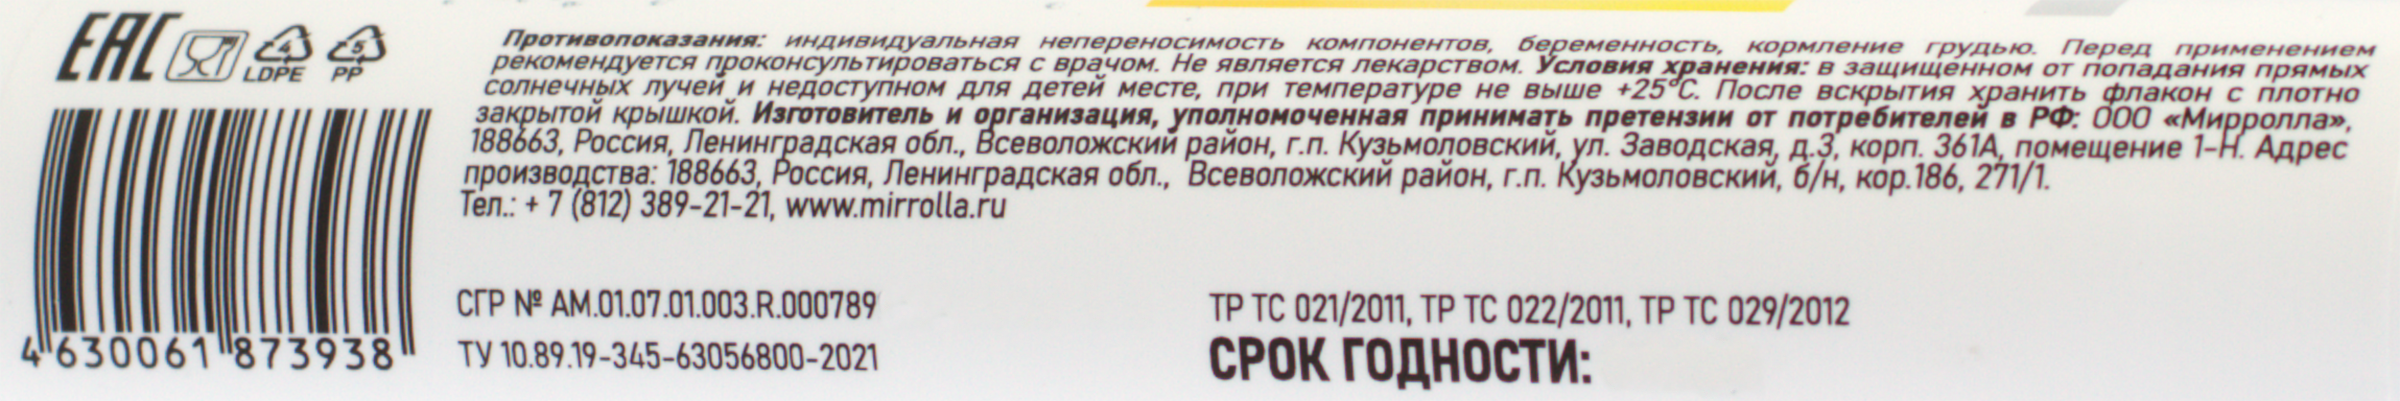 EAC
4 LDPE
5 PP
Противопоказания: индивидуальная непереносимость компонентов, беременность, кормление грудью. Перед применением
рекомендуется проконсультироваться с врачом. Не является лекарством. Условия хранения: в защищенном от попадания прямых
солнечных лучей и недоступном для детей месте, при температуре не выше +25°С. После вскрытия хранить флакон с плотно
закрытой крышкой. Изготовитель и организация, уполномоченная принимать претензии от потребителей в РФ: ООО «Мирролла»,
188663, Россия, Ленинградская обл., Всеволожский район, г.п. Кузьмоловский, ул. Заводская, д.3, корп. 361А, помещение 1-Н. Адрес
производства: 188663, Россия, Ленинградская обл., Всеволожский район, г.п. Кузьмоловский, б/н, кор.186, 271/1.
Тел.: + 7 (812) 389-21-21, www.mirrolla.ru
СГР № AM.01.07.01.003.R.000789
ТУ 10.89.19-345-63056800-2021
ТР ТС 021/2011, ТР ТС 022/2011, ТР ТС 029/2012
СРОК ГОДНОСТИ:
4 630061 873938